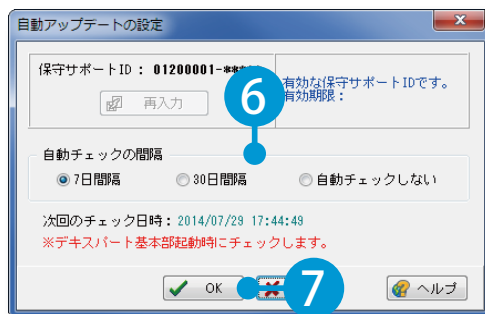 自動アップデートの設定
保守サポートID： 01200001-****
有効な保守サポートIDです。
有効期限：
再入力
6
自動チェックの間隔
7日間隔 30日間隔 自動チェックしない
次回のチェック日時：2014/07/29 17:44:49
※デキスパート基本部起動時にチェックします。
OK 7 ヘルプ